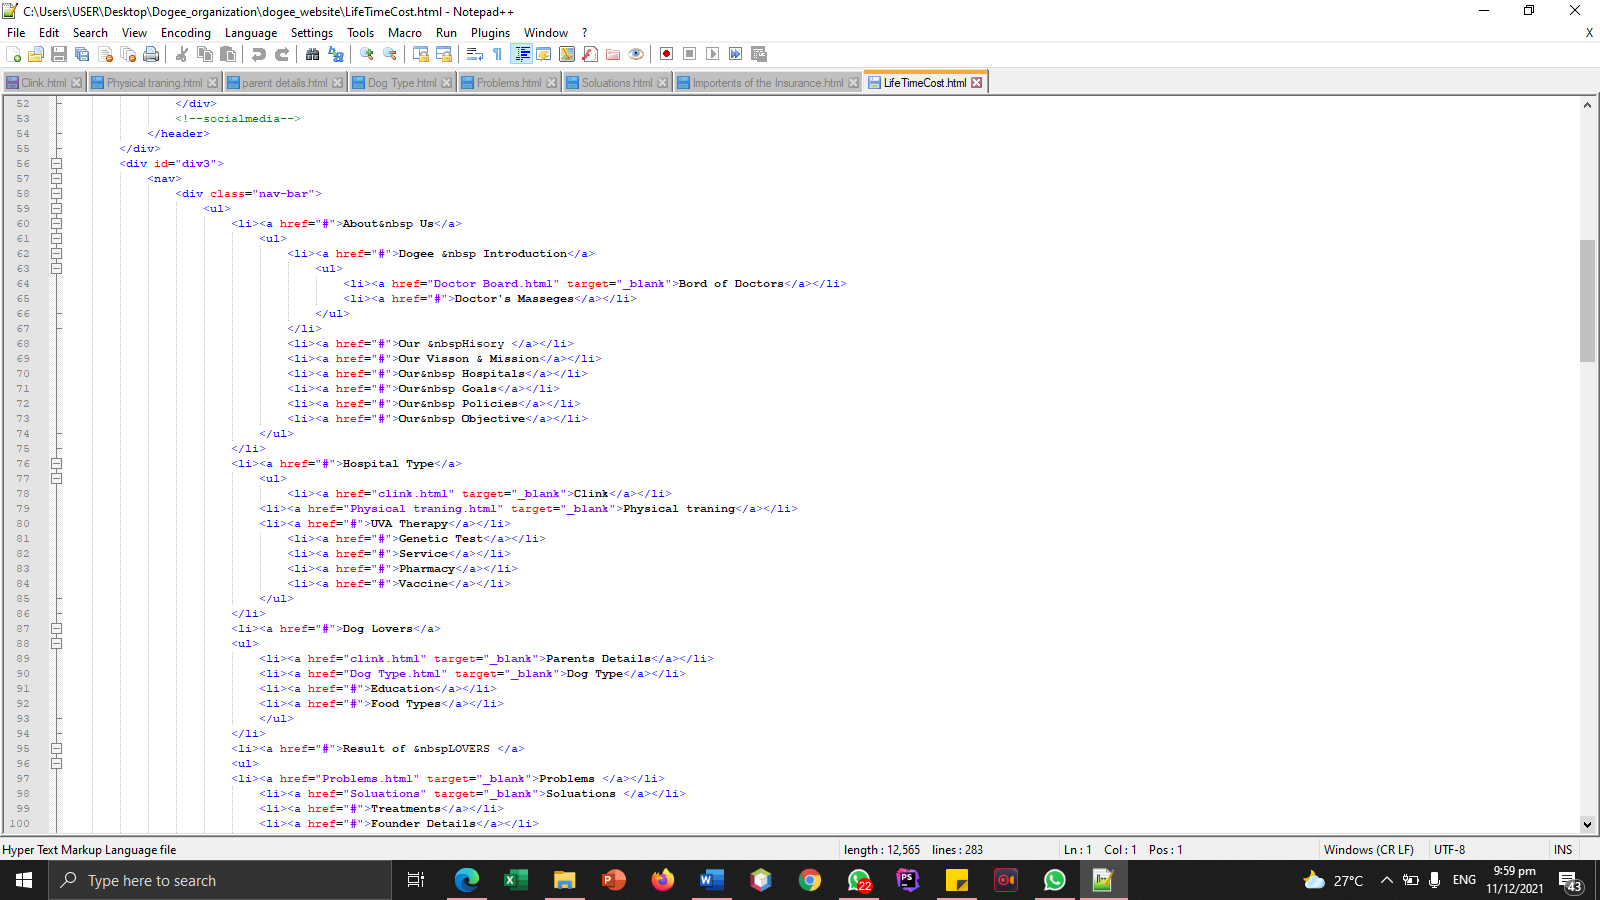 C:\Users\USER\Desktop\Dogee_organization\dogee_website\LifeTimeCost.html - Notepad++
File Edit Search View Encoding Language Settings Tools Macro Run Plugins Window ? X
Clink.html Physical traning.html parent details.html Dog Type.html Problems.html Soluations.html Importents of the Insurance.html LifeTimeCost.html
52 </div>
53 <!--socialmedia-->
54 </header>
55 </div>
56 <div id="div3">
57 <nav>
58 <div class="nav-bar">
59 <ul>
60 <li><a href="#">About&nbsp Us</a>
61 <ul>
62 <li><a href="#">Dogee &nbsp Introduction</a>
63 <ul>
64 <li><a href="Doctor Board.html" target="_blank">Bord of Doctors</a></li>
65 <li><a href="#">Doctor's Masseges</a></li>
66 </ul>
67 </li>
68 <li><a href="#">Our &nbspHisory </a></li>
69 <li><a href="#">Our Visson & Mission</a></li>
70 <li><a href="#">Our&nbsp Hospitals</a></li>
71 <li><a href="#">Our&nbsp Goals</a></li>
72 <li><a href="#">Our&nbsp Policies</a></li>
73 <li><a href="#">Our&nbsp Objective</a></li>
74 </ul>
75 </li>
76 <li><a href="#">Hospital Type</a>
77 <ul>
78 <li><a href="clink.html" target="_blank">Clink</a></li>
79 <li><a href="Physical traning.html" target="_blank">Physical traning</a></li>
80 <li><a href="#">UVA Therapy</a></li>
81 <li><a href="#">Genetic Test</a></li>
82 <li><a href="#">Service</a></li>
83 <li><a href="#">Pharmacy</a></li>
84 <li><a href="#">Vaccine</a></li>
85 </ul>
86 </li>
87 <li><a href="#">Dog Lovers</a>
88 <ul>
89 <li><a href="clink.html" target="_blank">Parents Details</a></li>
90 <li><a href="Dog Type.html" target="_blank">Dog Type</a></li>
91 <li><a href="#">Education</a></li>
92 <li><a href="#">Food Types</a></li>
93 </ul>
94 </li>
95 <li><a href="#">Result of &nbspLOVERS </a>
96 <ul>
97 <li><a href="Problems.html" target="_blank">Problems </a></li>
98 <li><a href="Soluations" target="_blank">Soluations </a></li>
99 <li><a href="#">Treatments</a></li>
100 <li><a href="#">Founder Details</a></li>
Hyper Text Markup Language file length : 12,565 lines : 283 Ln : 1 Col : 1 Pos : 1 Windows (CR LF) UTF-8 INS
Type here to search 22 27°C ENG 9:59 pm 11/12/2021 43